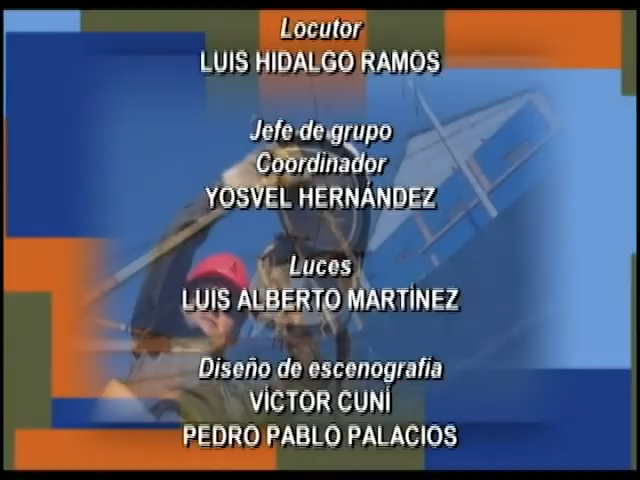 Locutor
LUIS HIDALGO RAMOS
Jefe de grupo
Coordinador
YOSVEL HERNÁNDEZ
Luces
LUIS ALBERTO MARTÍNEZ
Diseño de escenografia
VÍCTOR CUNÍ
PEDRO PABLO PALACIOS